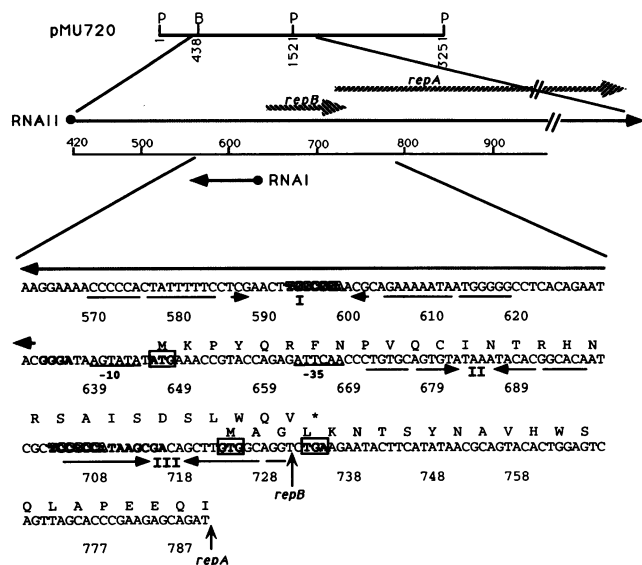 P B P P
pMU720
1 438 1521 3251
repA
repB
RNAII
420 500 600 700 800 900
RNAI
AAGGAAAACCCCCACTATTTTTCCTCGAACTTGGCGGAACGCAGAAAAATAATGGGGGCCTCACAGAAT
I
570 580 590 600 610 620
M K P Y Q R F N P V Q C I N T R H N
ACGGGATAAGTATATATGAAACCGTACCAGAGATTCAACCCTGTGCAGTGTATAAATACACGGCACAAT
-10 -35 II
639 649 659 669 679 689
R S A I S D S L W Q V *
M A G L K N T S Y N A V H W S
ATAAGCGACAGCTTGTGGCAGGTCTGAAGAATACTTCATATAACGCAGTACACTGGAGTC
III
708 718 728 738 748 758
repB
Q L A P E E Q I
AGTTAGCACCCGAAGAGCAGAT
777 787
repA